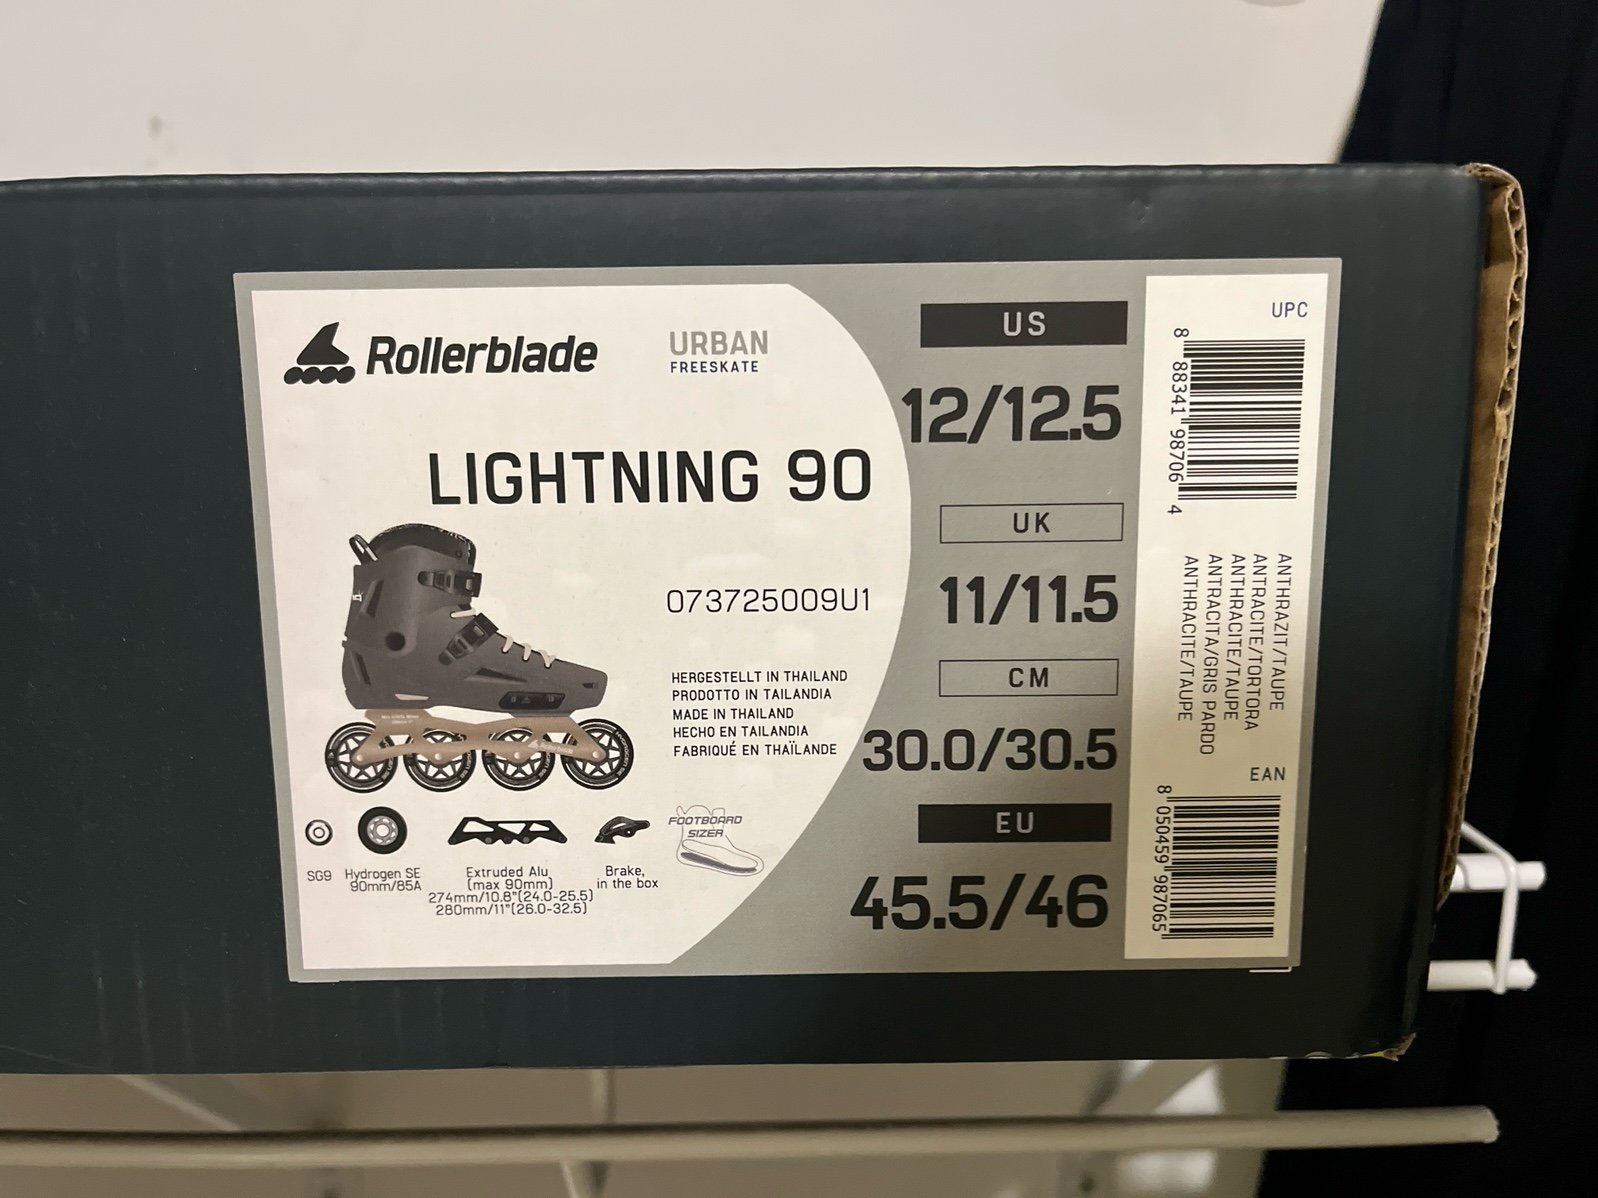 Rollerblade
URBAN
FREESKATE
LIGHTNING 90
073725009U1
HERGESTELLT IN THAILAND
PRODOTTO IN TAILANDIA
MADE IN THAILAND
HECHO EN TAILANDIA
FABRIQUÉ EN THAÏLANDE
Rollerblade
SG9
Hydrogen SE
90mm/85A
Extruded Alu
(max 90mm)
274mm/10.8"(24.0-25.5)
280mm/11"(26.0-32.5)
Brake,
in the box
FOOTBOARD
SIZER
US
12/12.5
UK
11/11.5
CM
30.0/30.5
EU
45.5/46
UPC
8 88341 98706 4
ANTHRAZIT/TAUPE
ANTRACITE/TORTORA
ANTHRACITE/TAUPE
ANTRACITA/GRIS PARDO
ANTHRACITE/TAUPE
EAN
8 050459 987065